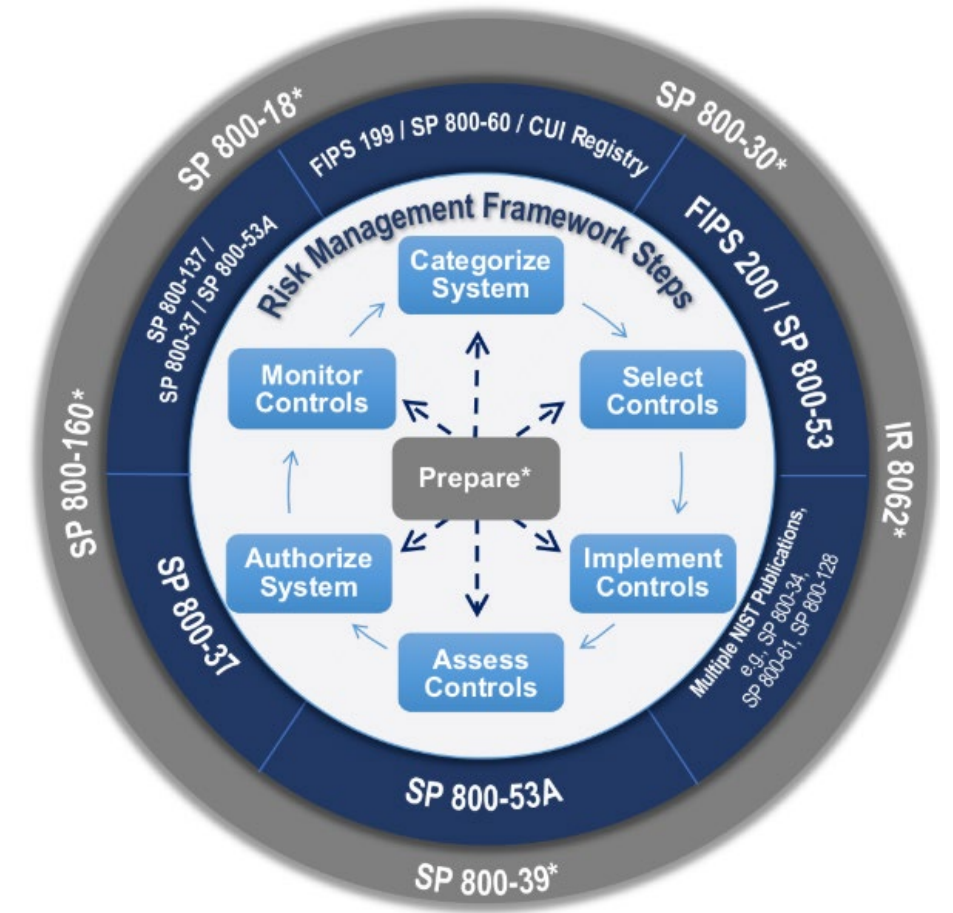 SP 800-18*
SP 800-30*
IR 8062*
SP 800-39*
SP 800-160*
FIPS 199 / SP 800-60 / CUI Registry
FIPS 200 / SP 800-53
Multiple NIST Publications,
e.g., SP 800-34,
SP 800-61, SP 800-128
SP 800-53A
SP 800-37
SP 800-137 /
SP 800-37 / SP 800-53A
Risk Management Framework Steps
Categorize
System
Select
Controls
Implement
Controls
Assess
Controls
Authorize
System
Monitor
Controls
Prepare*